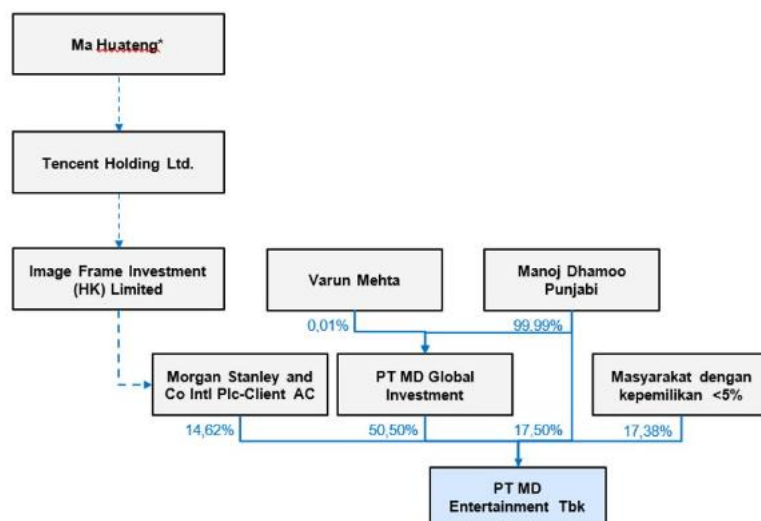 Ma Huateng*
Tencent Holding Ltd.
Image Frame Investment
(HK) Limited
Varun Mehta
Manoj Dhamoo
Punjabi
0,01%
99,99%
Morgan Stanley and
Co Intl Plc-Client AC
PT MD Global
Investment
Masyarakat dengan
kepemilikan <5%
14,62%
50,50%
17,50%
17,38%
PT MD
Entertainment Tbk